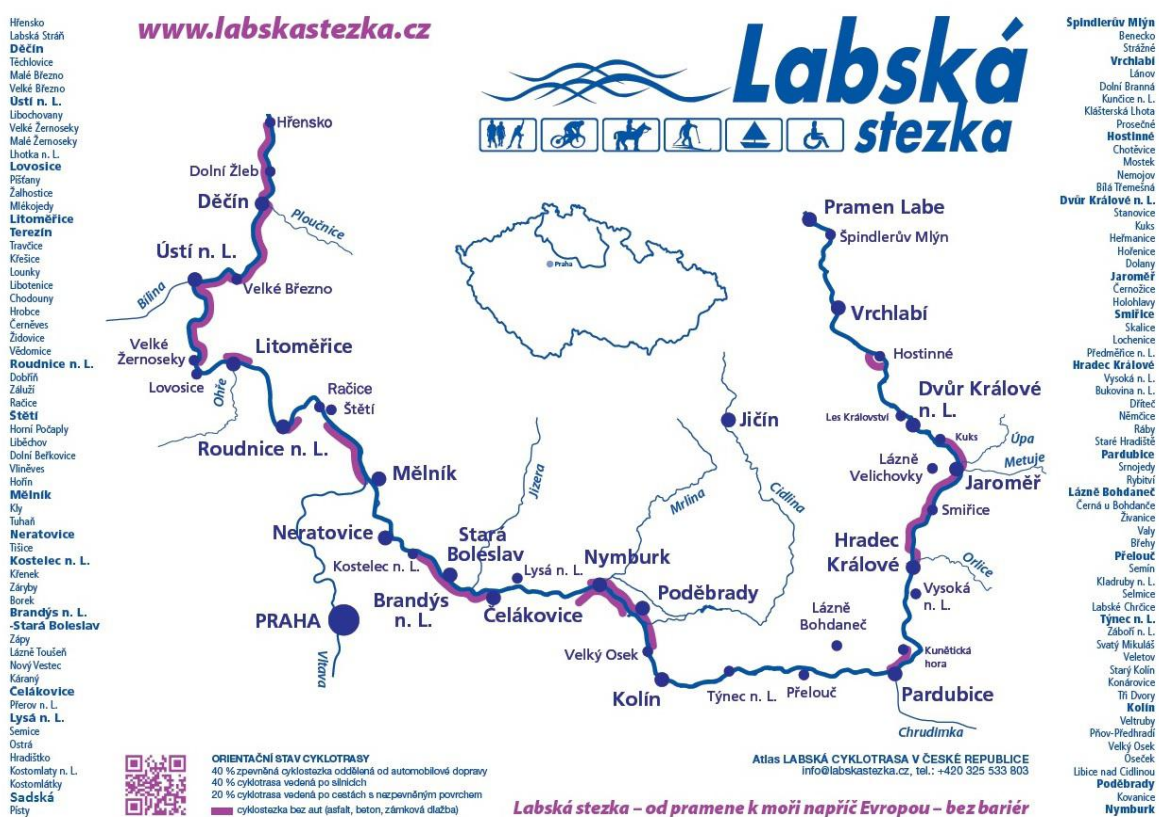 Hřensko
Labská Stráň
Děčín
Těchlovice
Malé Březno
Velké Březno
Ústí n. L.
Libochovany
Velké Žernoseky
Malé Žernoseky
Lhotka n. L.
Lovosice
Píšťany
Žalhostice
Mlékojedy
Litoměřice
Terezín
Travčice
Křešice
Lounky
Libotenice
Chodouny
Hrobce
Černěves
Židovice
Vědomice
Roudnice n. L.
Dobříň
Záluží
Račice
Štětí
Horní Počaply
Liběchov
Dolní Beřkovice
Vliněves
Hořín
Mělník
Kly
Tuhaň
Neratovice
Tišice
Kostelec n. L.
Křenek
Záryby
Borek
Brandýs n. L.
-Stará Boleslav
Zápy
Lázně Toušeň
Nový Vestec
Káraný
Čelákovice
Přerov n. L.
Lysá n. L.
Semice
Ostrá
Hradištko
Kostomlaty n. L.
Kostomlátky
Sadská
Písty
www.labskastezka.cz
Labská
stezka
Hřensko
Dolní Žleb
Děčín
Ploučnice
Ústí n. L.
Bílina
Velké Březno
Velké
Žernoseky
Lovosice
Litoměřice
Ohře
Račice
Štětí
Roudnice n. L.
Mělník
Neratovice
Kostelec n. L.
Stará
Boleslav
Brandýs
n. L.
PRAHA
Vltava
Jizera
Lysá n. L.
Čelákovice
Nymburk
Mrlina
Cidlina
Jičín
Poděbrady
Velký Osek
Kolín
Týnec n. L.
Přelouč
Lázně
Bohdaneč
Pardubice
Chrudimka
Kunětická
hora
Vysoká
n. L.
Orlice
Hradec
Králové
Smiřice
Jaroměř
Lázně
Velichovky
Metuje
Úpa
Kuks
Les Království
Dvůr Králové
n. L.
Hostinné
Vrchlabí
Špindlerův Mlýn
Pramen Labe
Praha
ORIENTAČNÍ STAV CYKLOTRASY
40 % zpevněná cyklostezka oddělená od automobilové dopravy
40 % cyklotrasa vedená po silnicích
20 % cyklotrasa vedená po cestách s nezpevněným povrchem
cyklostezka bez aut (asfalt, beton, zámková dlažba)
Atlas LABSKÁ CYKLOTRASA V ČESKÉ REPUBLICE
info@labskastezka.cz, tel.: +420 325 533 803
Labská stezka – od pramene k moři napříč Evropou – bez bariér
Špindlerův Mlýn
Benecko
Strážné
Vrchlabí
Lánov
Dolní Branná
Kunčice n. L.
Klášterská Lhota
Prosečné
Hostinné
Chotěvice
Mostek
Nemojov
Bílá Třemešná
Dvůr Králové n. L.
Stanovice
Kuks
Heřmanice
Hořenice
Dolany
Jaroměř
Černožice
Holohlavy
Smiřice
Skalice
Lochenice
Předměřice n. L.
Hradec Králové
Vysoká n. L.
Bukovina n. L.
Dříteč
Němčice
Ráby
Staré Hradiště
Pardubice
Srnojedy
Rybitví
Lázně Bohdaneč
Černá u Bohdanče
Živanice
Valy
Břehy
Přelouč
Semín
Kladruby n. L.
Selmice
Labské Chrčice
Týnec n. L.
Záboří n. L.
Svatý Mikuláš
Veletov
Starý Kolín
Konárovice
Tři Dvory
Kolín
Veltruby
Pňov-Předhradí
Velký Osek
Oseček
Libice nad Cidlinou
Poděbrady
Kovanice
Nymburk